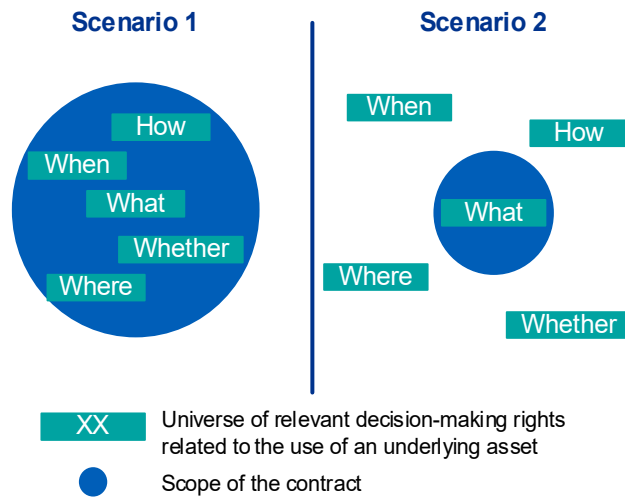 Scenario 1
How
When
What
Whether
Where
Scenario 2
When
How
What
Where
Whether
XX
Universe of relevant decision-making rights
related to the use of an underlying asset
Scope of the contract